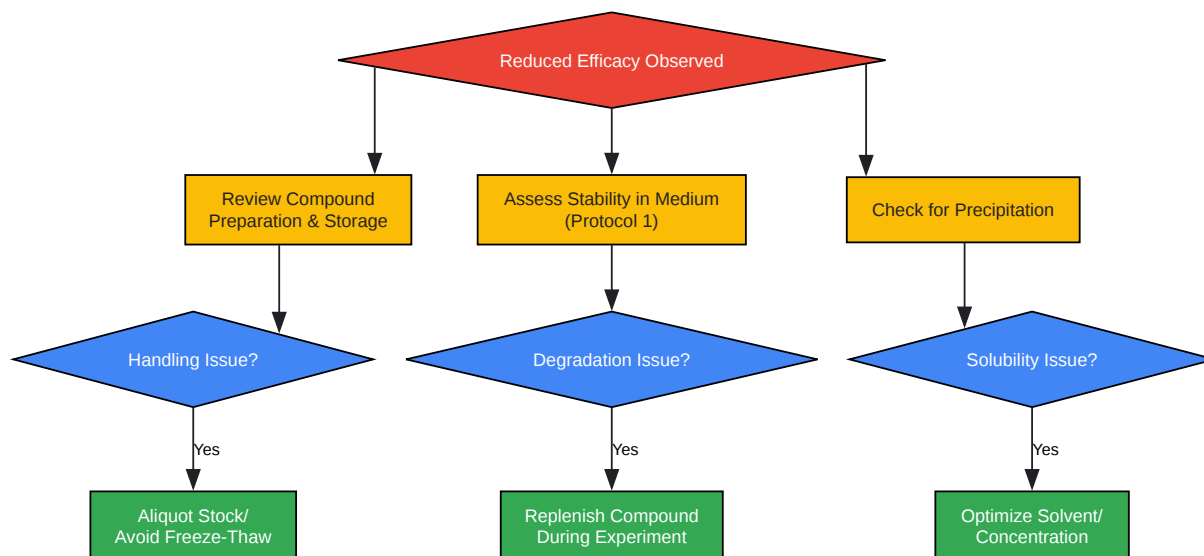 Reduced Efficacy Observed
Review Compound
Preparation & Storage
Assess Stability in Medium
(Protocol 1)
Check for Precipitation
Handling Issue?
Degradation Issue?
Solubility Issue?
Yes
Yes
Yes
Aliquot Stock/
Avoid Freeze-Thaw
Replenish Compound
During Experiment
Optimize Solvent/
Concentration